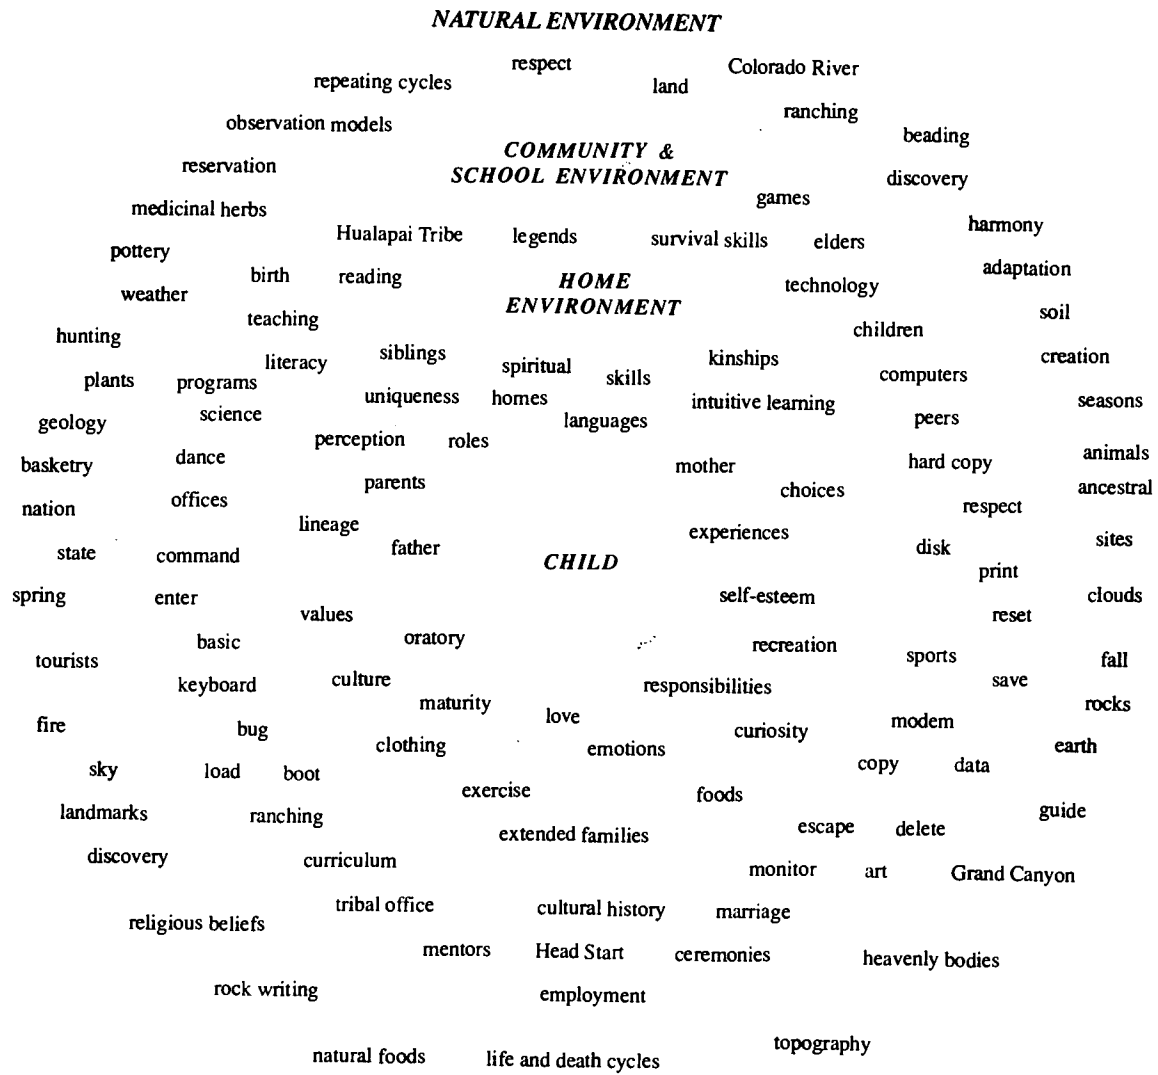 NATURAL ENVIRONMENT
respect
Colorado River
repeating cycles
land
ranching
observation models
beading
COMMUNITY &
SCHOOL ENVIRONMENT
reservation
discovery
games
medicinal herbs
harmony
Hualapai Tribe
legends
survival skills
elders
pottery
birth
reading
HOME
ENVIRONMENT
adaptation
technology
weather
soil
teaching
children
hunting
siblings
kinships
creation
literacy
spiritual
skills
computers
plants
programs
uniqueness
homes
intuitive learning
seasons
science
languages
peers
geology
perception
roles
animals
dance
basketry
mother
hard copy
parents
choices
ancestral
offices
nation
respect
lineage
experiences
sites
father
disk
state
command
CHILD
print
spring
enter
self-esteem
clouds
values
reset
basic
oratory
recreation
tourists
sports
fall
keyboard
culture
responsibilities
save
maturity
rocks
fire
bug
love
curiosity
modem
clothing
emotions
earth
sky
load
boot
copy
data
exercise
foods
landmarks
ranching
guide
extended families
escape
delete
discovery
curriculum
monitor
art
Grand Canyon
tribal office
cultural history
marriage
religious beliefs
mentors
Head Start
ceremonies
heavenly bodies
rock writing
employment
topography
natural foods
life and death cycles